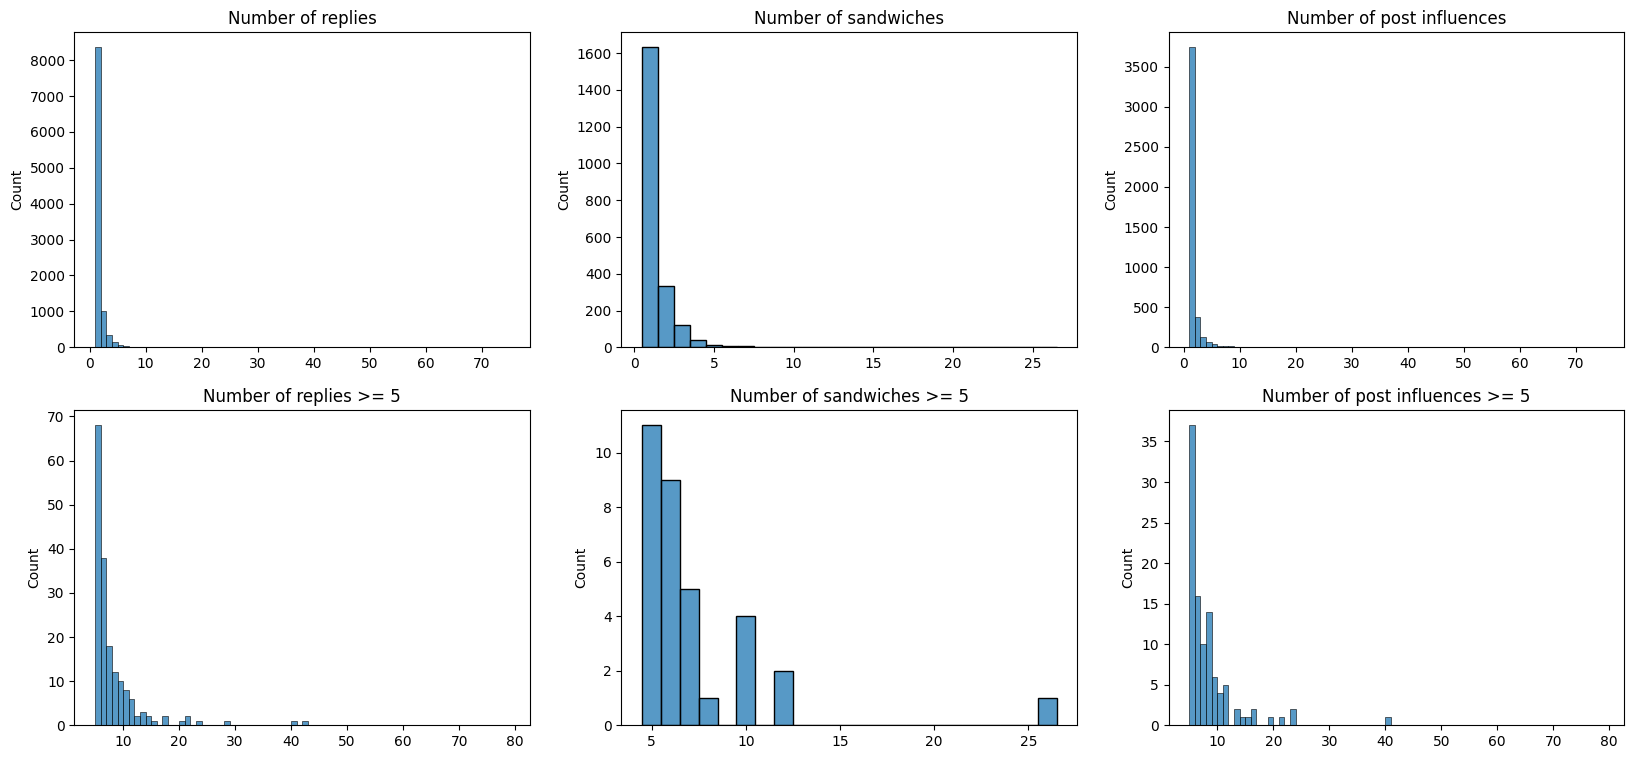 Number of replies
Count
8000
7000
6000
5000
4000
3000
2000
1000
0
0 10 20 30 40 50 60 70
Number of sandwiches
Count
1600
1400
1200
1000
800
600
400
200
0
0 5 10 15 20 25
Number of post influences
Count
3500
3000
2500
2000
1500
1000
500
0
0 10 20 30 40 50 60 70
Number of replies >= 5
Count
70
60
50
40
30
20
10
0
10 20 30 40 50 60 70 80
Number of sandwiches >= 5
Count
10
8
6
4
2
0
5 10 15 20 25
Number of post influences >= 5
Count
35
30
25
20
15
10
5
0
10 20 30 40 50 60 70 80